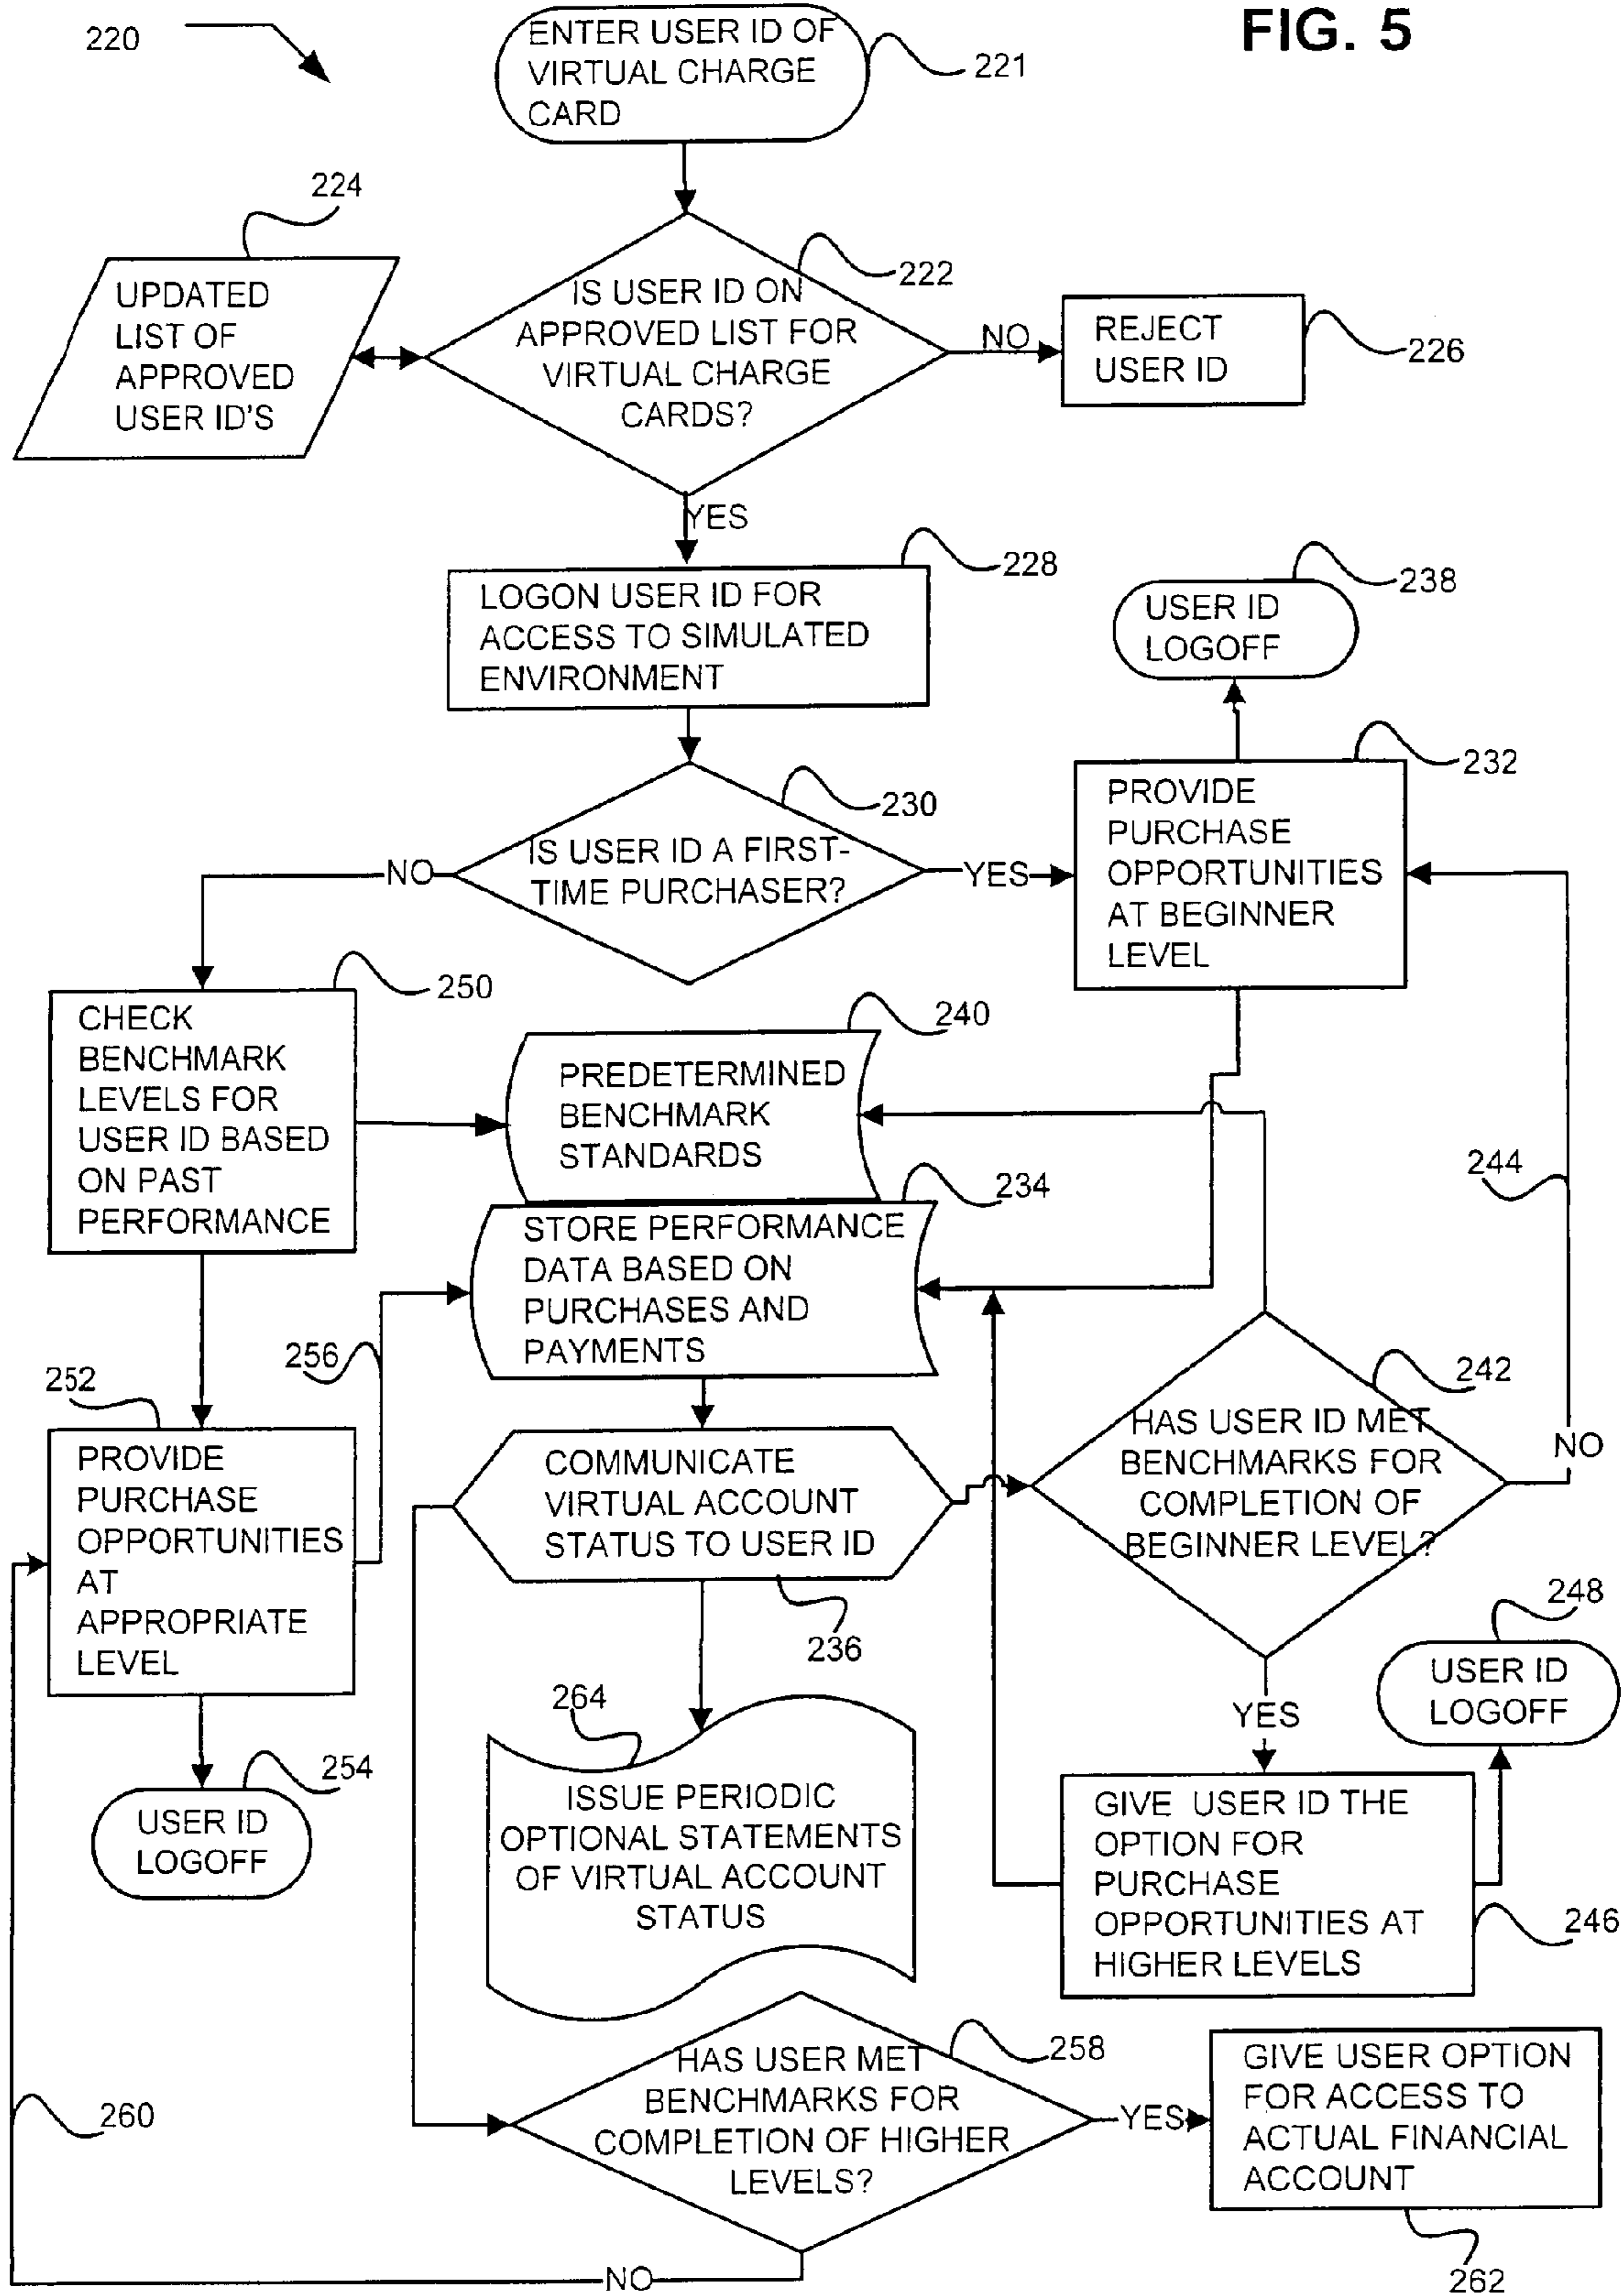 FIG. 5
220
ENTER USER ID OF
VIRTUAL CHARGE
CARD
221
224
UPDATED
LIST OF
APPROVED
USER ID'S
222
IS USER ID ON
APPROVED LIST FOR
VIRTUAL CHARGE
CARDS?
NO
REJECT
USER ID
226
YES
228
LOGON USER ID FOR
ACCESS TO SIMULATED
ENVIRONMENT
238
USER ID
LOGOFF
230
IS USER ID A FIRST-
TIME PURCHASER?
NO
YES
232
PROVIDE
PURCHASE
OPPORTUNITIES
AT BEGINNER
LEVEL
250
CHECK
BENCHMARK
LEVELS FOR
USER ID BASED
ON PAST
PERFORMANCE
240
PREDETERMINED
BENCHMARK
STANDARDS
234
STORE PERFORMANCE
DATA BASED ON
PURCHASES AND
PAYMENTS
244
256
252
PROVIDE
PURCHASE
OPPORTUNITIES
AT
APPROPRIATE
LEVEL
COMMUNICATE
VIRTUAL ACCOUNT
STATUS TO USER ID
236
242
HAS USER ID MET
BENCHMARKS FOR
COMPLETION OF
BEGINNER LEVEL?
NO
YES
248
USER ID
LOGOFF
254
USER ID
LOGOFF
264
ISSUE PERIODIC
OPTIONAL STATEMENTS
OF VIRTUAL ACCOUNT
STATUS
GIVE USER ID THE
OPTION FOR
PURCHASE
OPPORTUNITIES AT
HIGHER LEVELS
246
258
HAS USER MET
BENCHMARKS FOR
COMPLETION OF HIGHER
LEVELS?
YES
GIVE USER OPTION
FOR ACCESS TO
ACTUAL FINANCIAL
ACCOUNT
262
260
NO